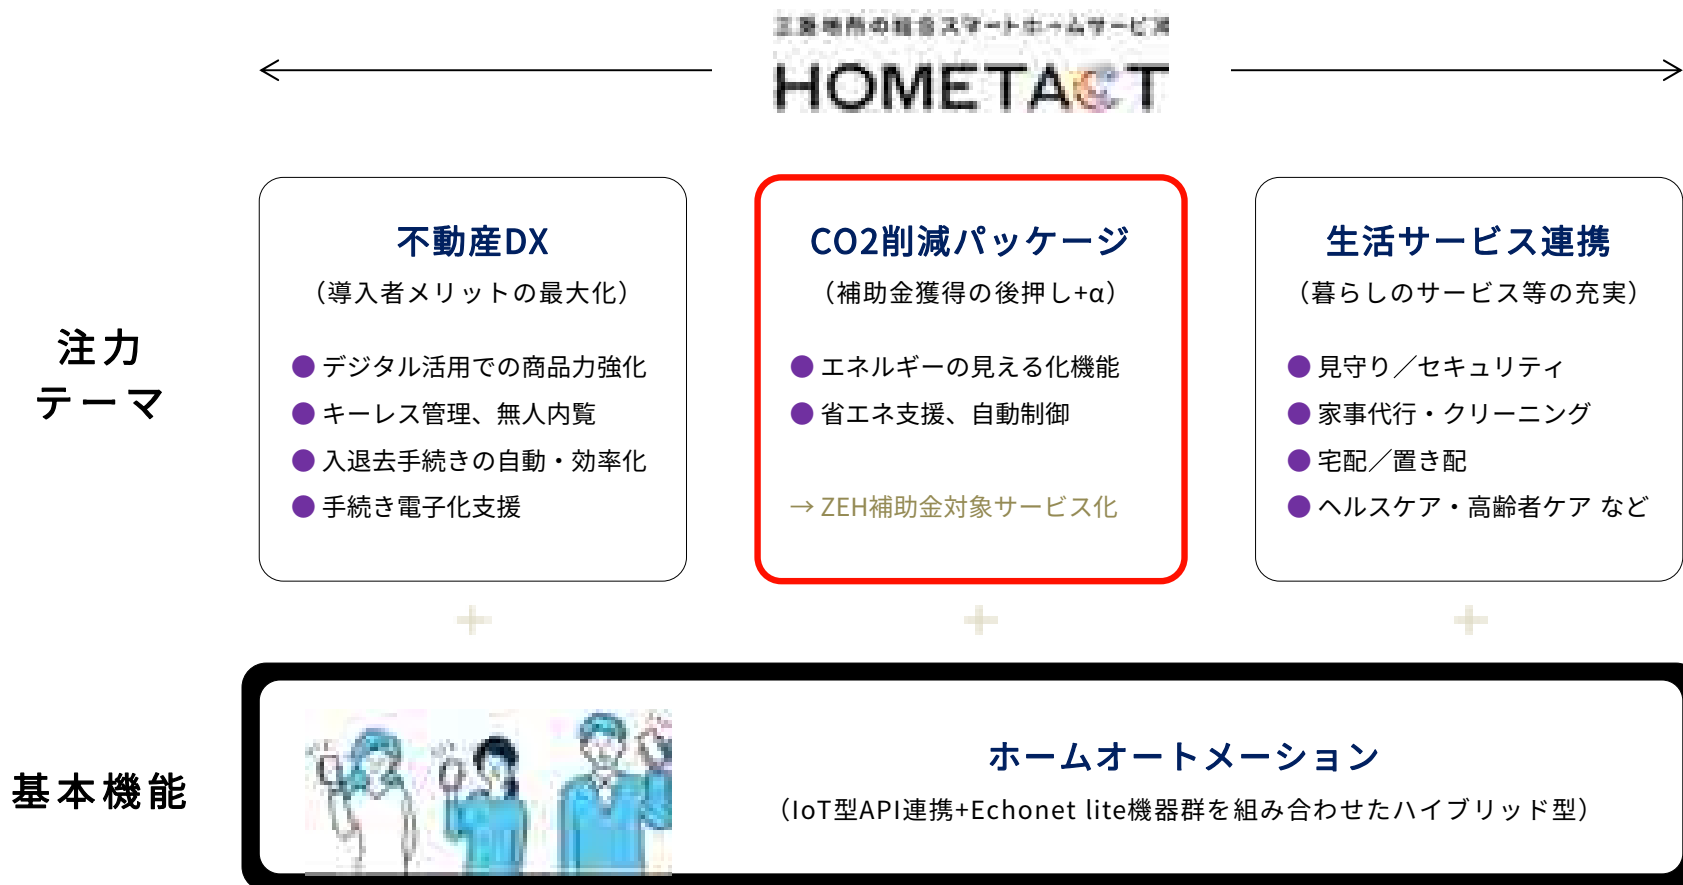 三菱地所の総合スマートホームサービス
HOMETACT
注力
テーマ
不動産DX
（導入者メリットの最大化）
● デジタル活用での商品力強化
● キーレス管理、無人内覧
● 入退去手続きの自動・効率化
● 手続き電子化支援
CO2削減パッケージ
（補助金獲得の後押し+α）
● エネルギーの見える化機能
● 省エネ支援、自動制御
→ ZEH補助金対象サービス化
生活サービス連携
（暮らしのサービス等の充実）
● 見守り／セキュリティ
● 家事代行・クリーニング
● 宅配／置き配
● ヘルスケア・高齢者ケア など
+
+
+
基本機能
ホームオートメーション
（IoT型API連携+Echonet lite機器群を組み合わせたハイブリッド型）